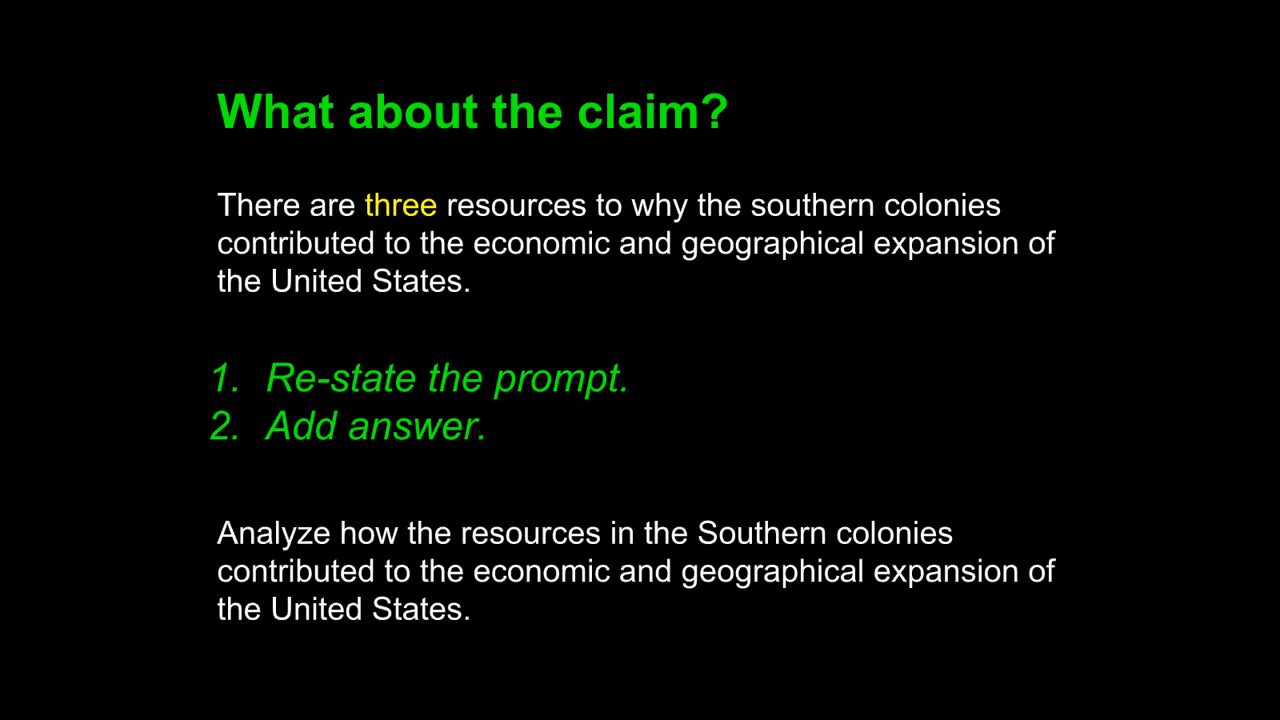 What about the claim?
There are three resources to why the southern colonies
contributed to the economic and geographical expansion of
the United States.
1. Re-state the prompt.
2. Add answer.
Analyze how the resources in the Southern colonies
contributed to the economic and geographical expansion of
the United States.